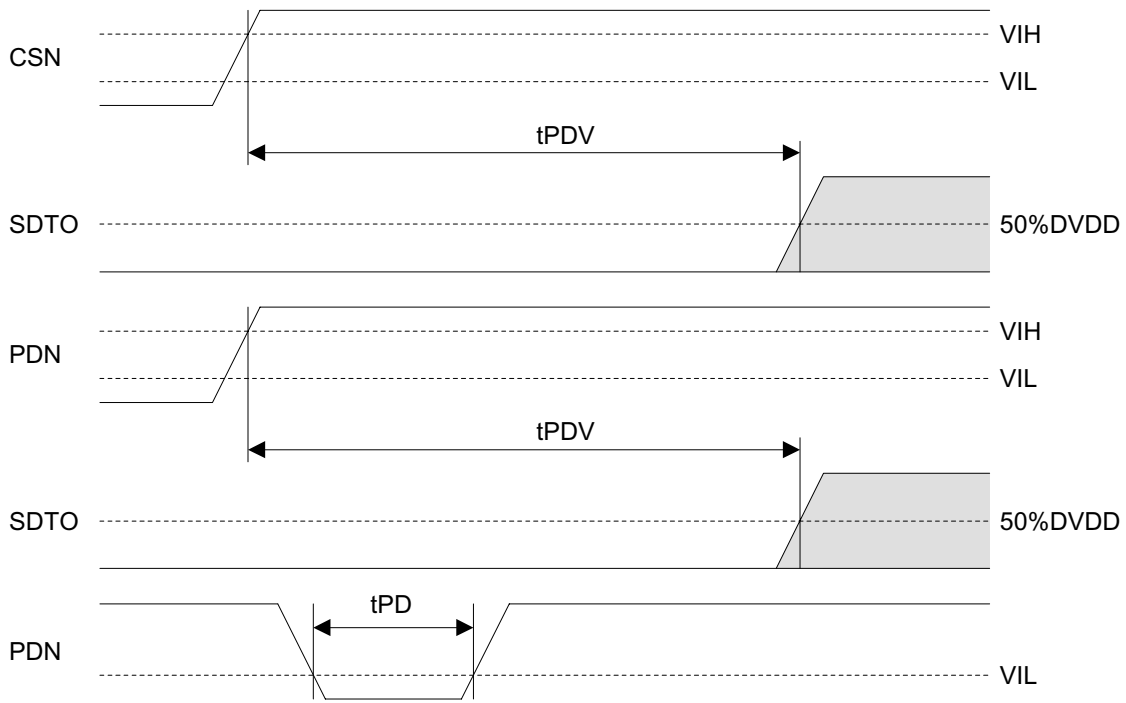 CSN
VIH
VIL
tPDV
SDTO
50%DVDD
PDN
VIH
VIL
tPDV
SDTO
50%DVDD
PDN
tPD
VIL